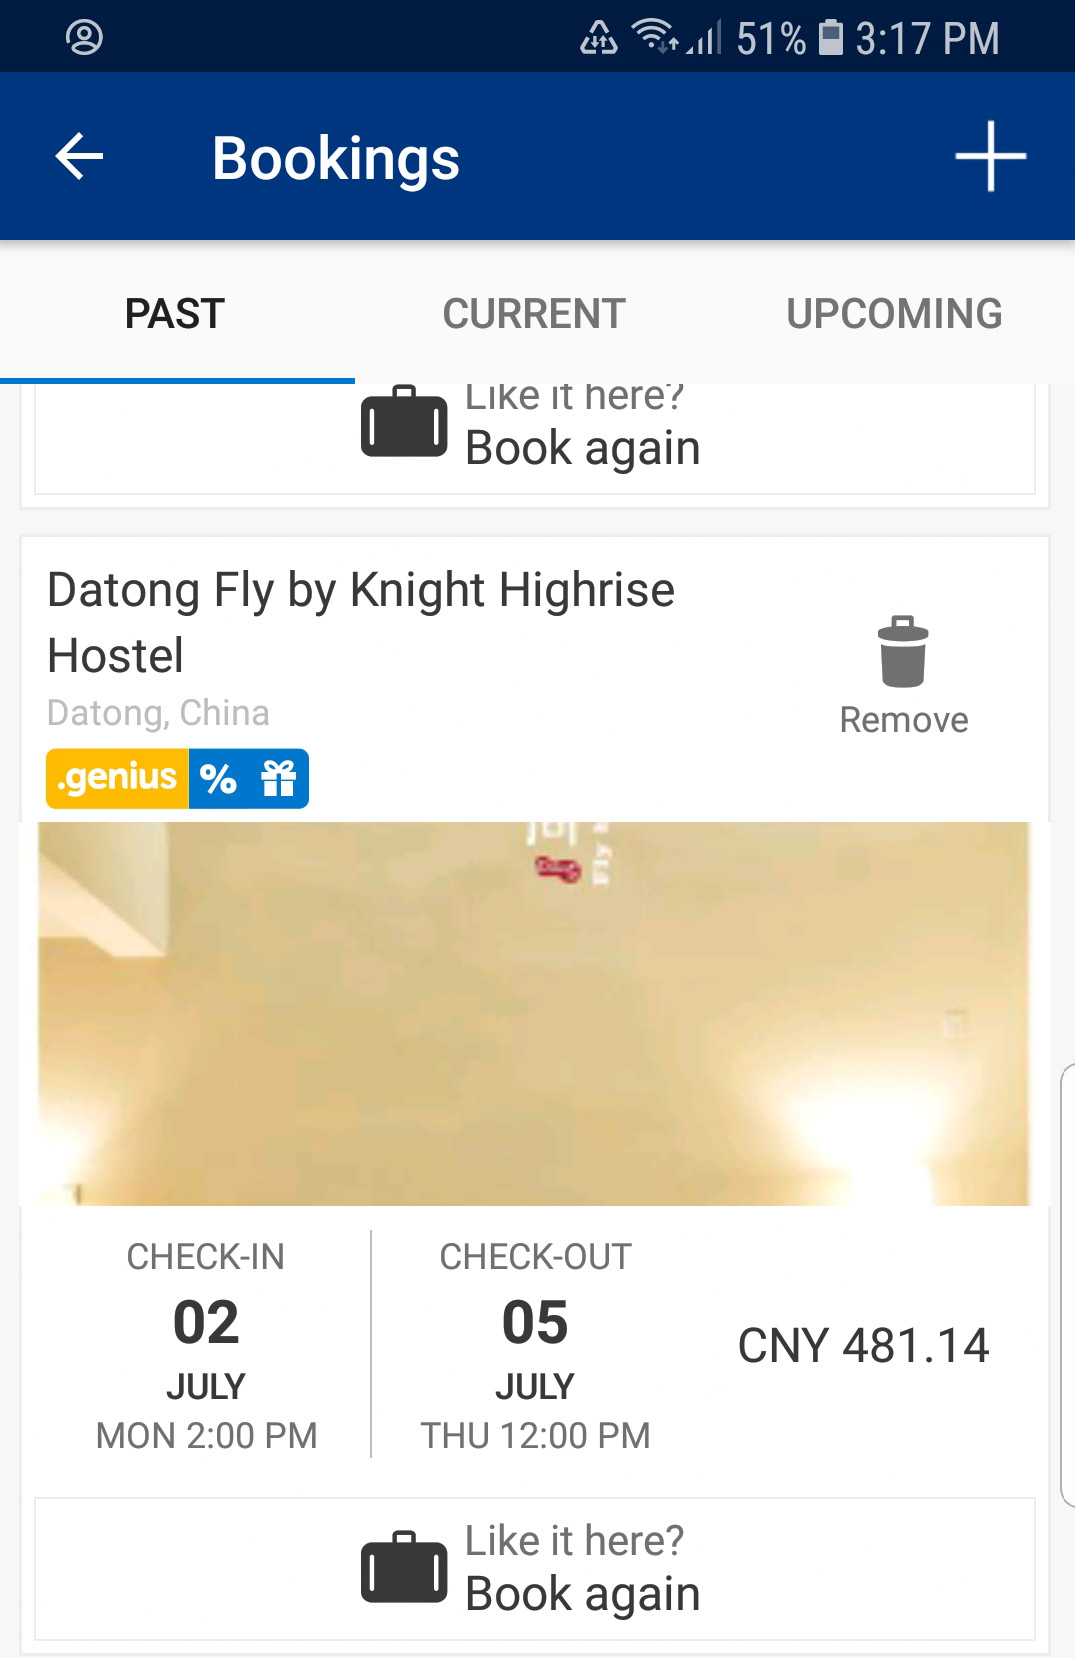 51% 3:17 PM
Bookings
PAST CURRENT UPCOMING
Like it here?
Book again
Datong Fly by Knight Highrise
Hostel
Datong, China
Remove
.genius %
Fly
CHECK-IN CHECK-OUT
02 05
CNY 481.14
JULY JULY
MON 2:00 PM THU 12:00 PM
Like it here?
Book again